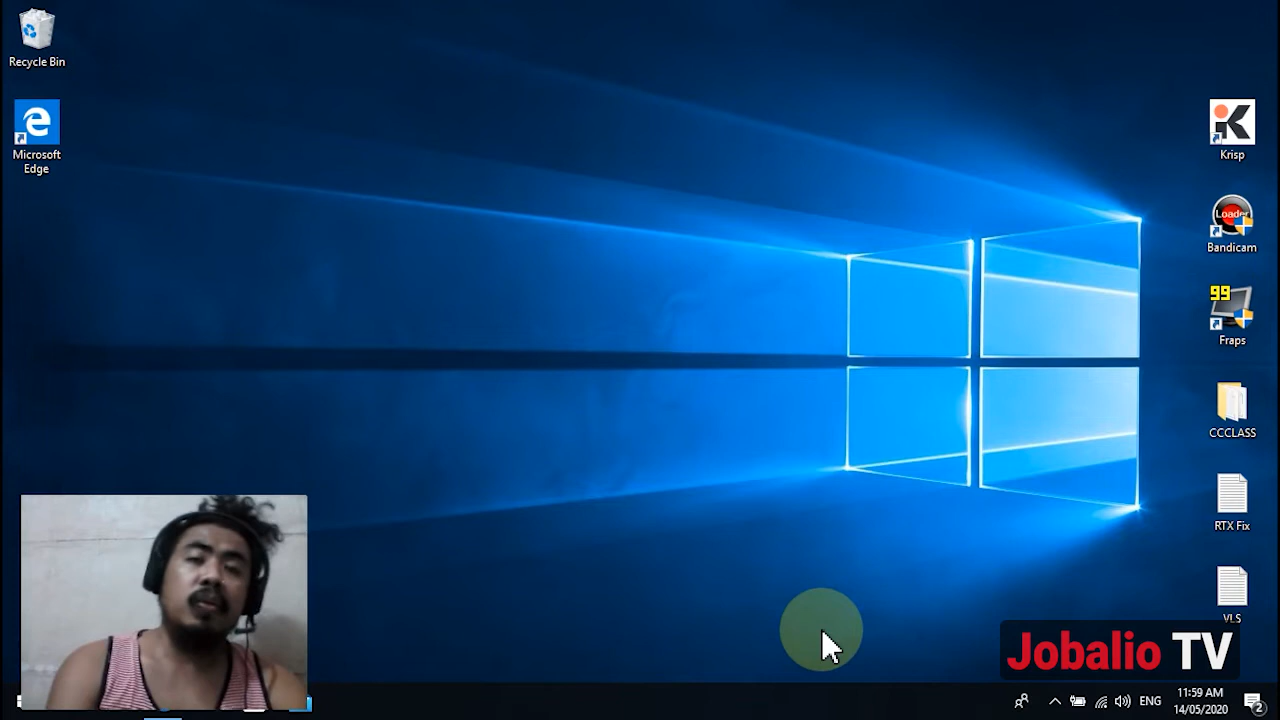 Recycle Bin
Microsoft
Edge
Krisp
Loader
Bandicam
99
Fraps
CCCLASS
RTX Fix
VLS
Jobalio TV
ENG
11:59 AM
14/05/2020
2